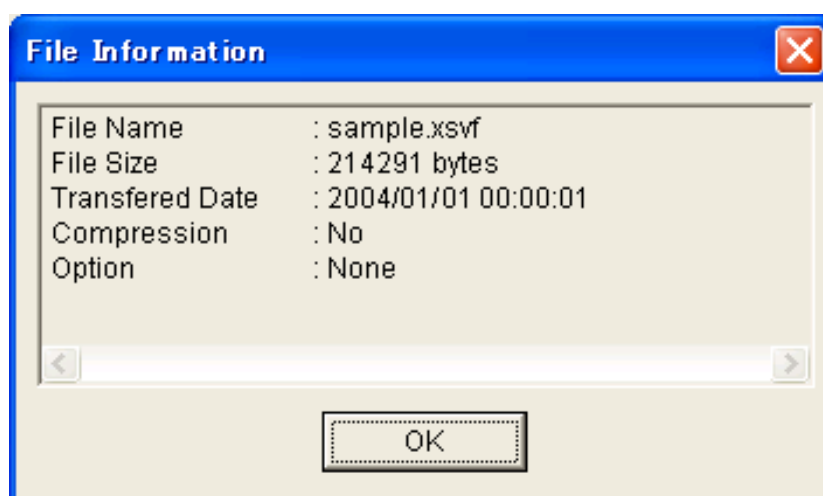 File Information
File Name : sample.xsvf
File Size : 214291 bytes
Transfered Date : 2004/01/01 00:00:01
Compression : No
Option : None
OK